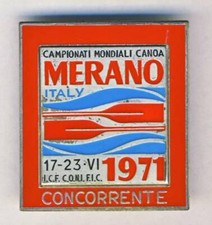 CAMPIONATI MONDIALI CANOA
MERANO
ITALY
17-23·VI 1971
I.C.F. C.O.N.I. F.I.C.
CONCORRENTE